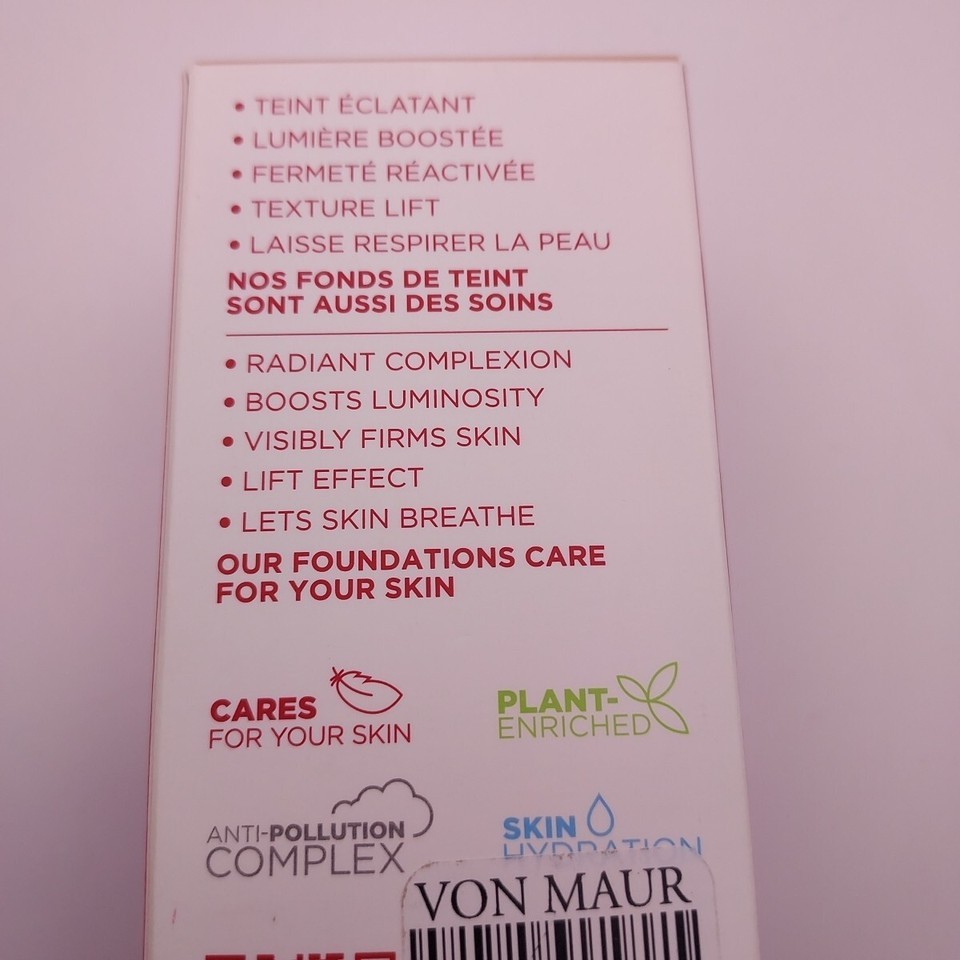 • TEINT ÉCLATANT
• LUMIÈRE BOOSTÉE
• FERMETÉ RÉACTIVÉE
• TEXTURE LIFT
• LAISSE RESPIRER LA PEAU
NOS FONDS DE TEINT
SONT AUSSI DES SOINS
• RADIANT COMPLEXION
• BOOSTS LUMINOSITY
• VISIBLY FIRMS SKIN
• LIFT EFFECT
• LETS SKIN BREATHE
OUR FOUNDATIONS CARE
FOR YOUR SKIN
CARES
FOR YOUR SKIN
PLANT-
ENRICHED
ANTI-POLLUTION
COMPLEX
SKIN
HYDRATION
VON MAUR